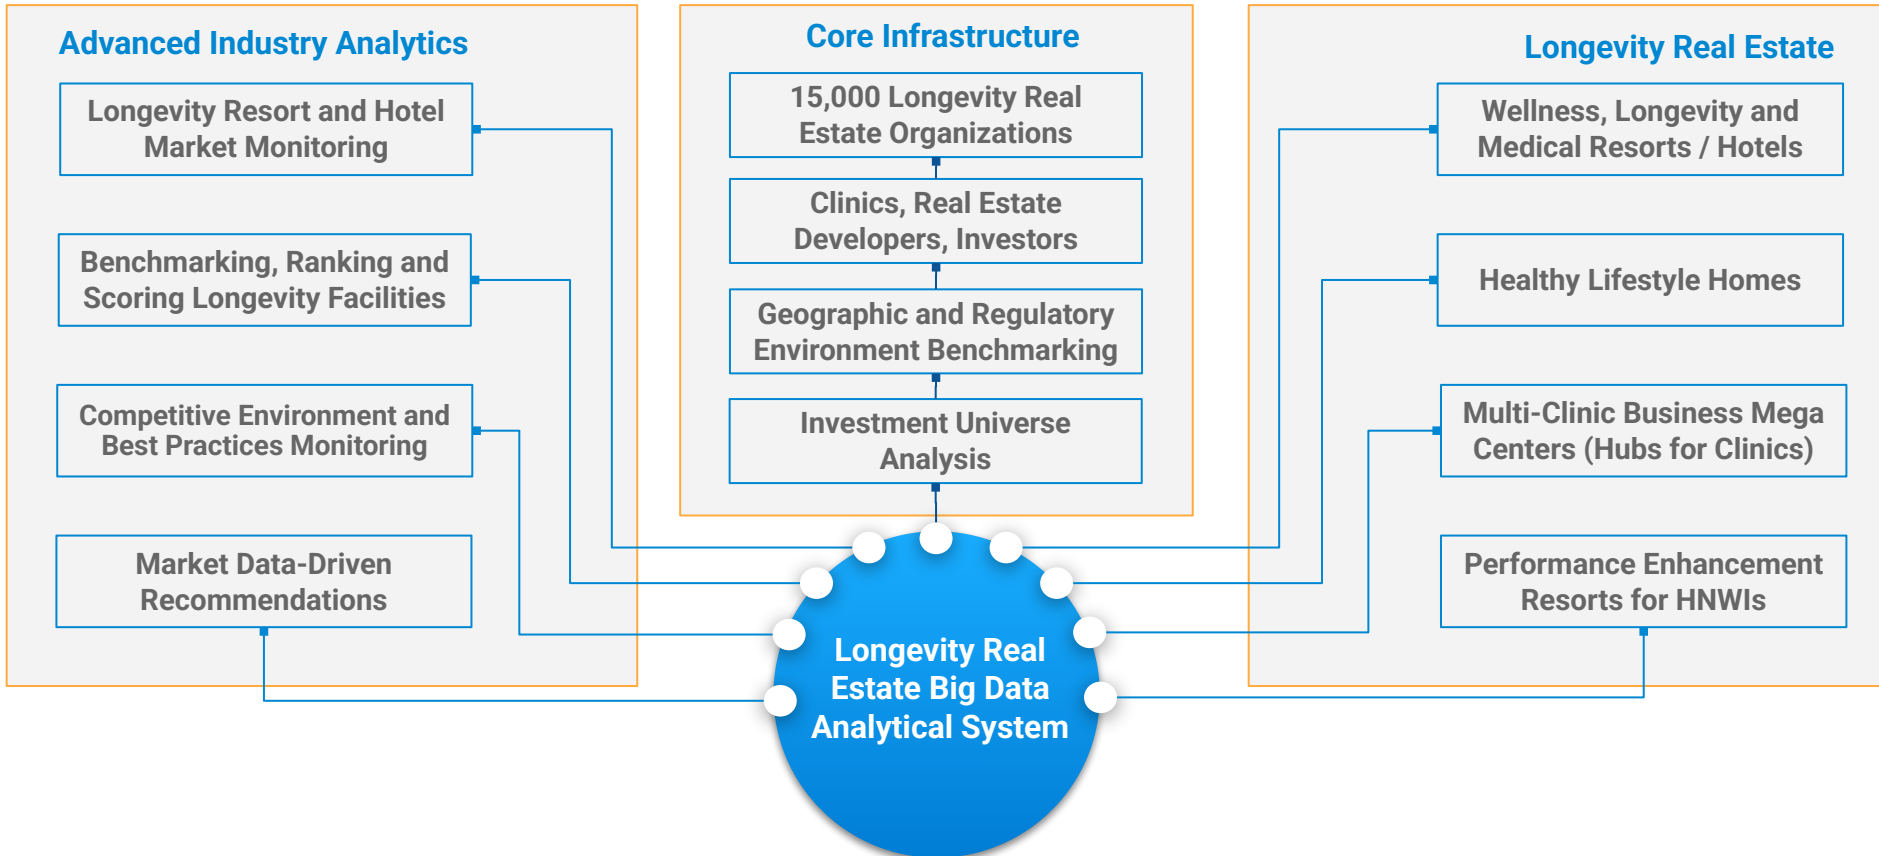 Advanced Industry Analytics
Longevity Resort and Hotel
Market Monitoring
Benchmarking, Ranking and
Scoring Longevity Facilities
Competitive Environment and
Best Practices Monitoring
Market Data-Driven
Recommendations
Core Infrastructure
15,000 Longevity Real
Estate Organizations
Clinics, Real Estate
Developers, Investors
Geographic and Regulatory
Environment Benchmarking
Investment Universe
Analysis
Longevity Real Estate
Wellness, Longevity and
Medical Resorts / Hotels
Healthy Lifestyle Homes
Multi-Clinic Business Mega
Centers (Hubs for Clinics)
Performance Enhancement
Resorts for HNWIs
Longevity Real
Estate Big Data
Analytical System